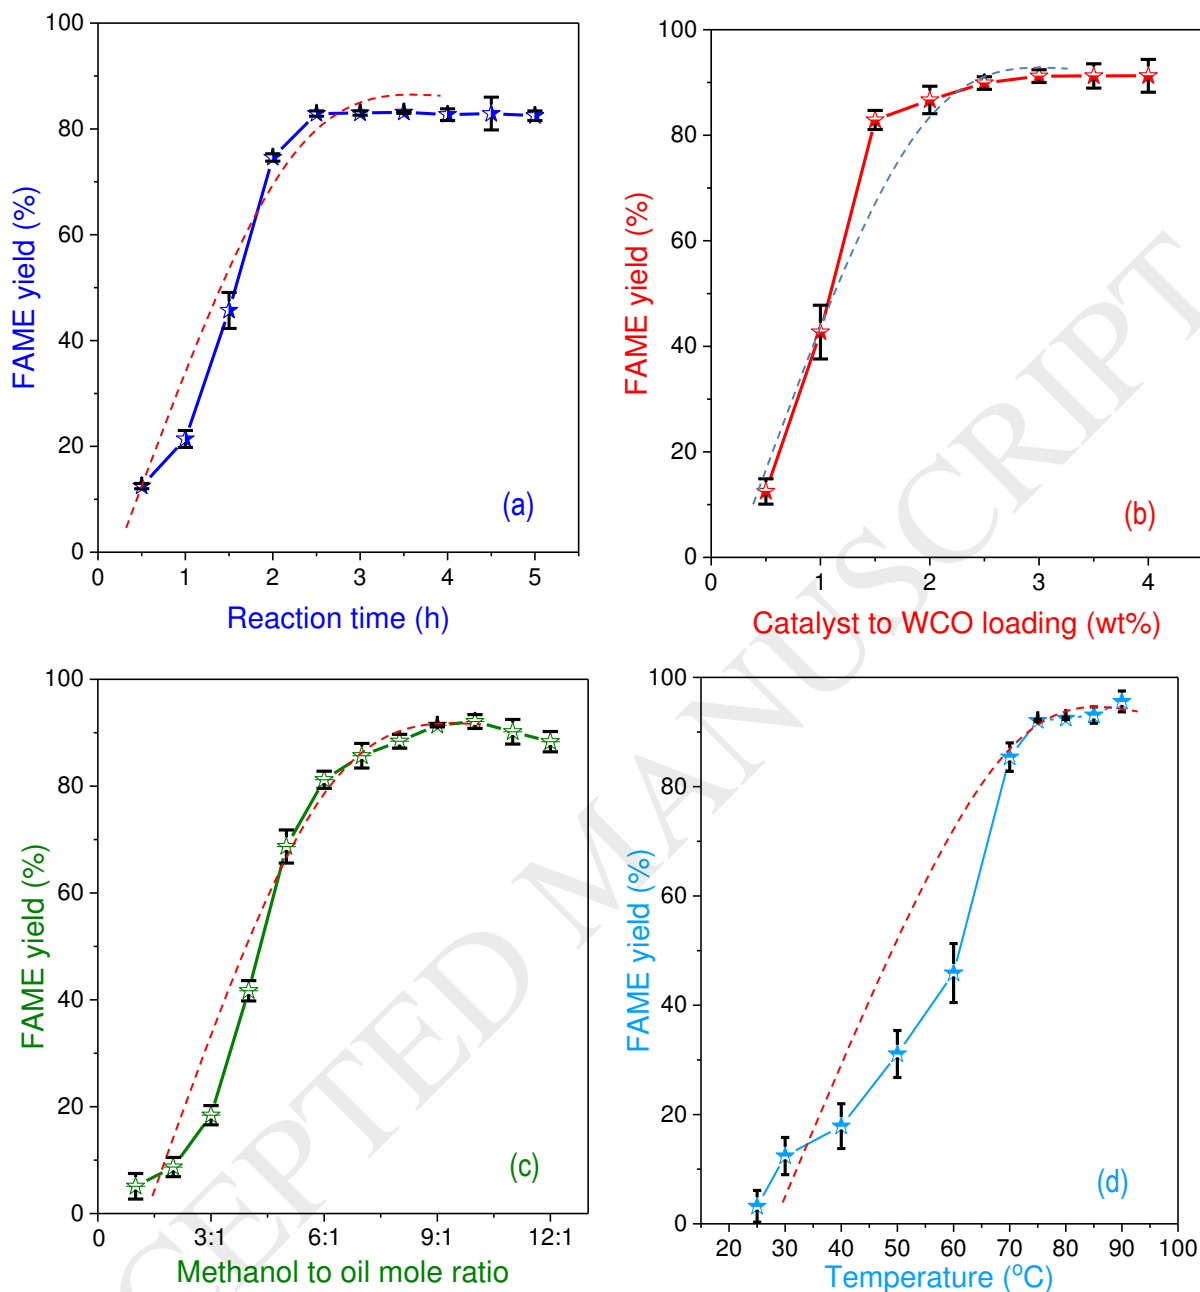 100
80
60
40
20
0
FAME yield (%)
(a)
0 1 2 3 4 5
Reaction time (h)
100
80
60
40
20
0
FAME yield (%)
(b)
0 1 2 3 4
Catalyst to WCO loading (wt%)
100
80
60
40
20
0
FAME yield (%)
(c)
0 3:1 6:1 9:1 12:1
Methanol to oil mole ratio
100
80
60
40
20
0
FAME yield (%)
(d)
20 30 40 50 60 70 80 90 100
Temperature (°C)
CEPTED MANUSCRIPT